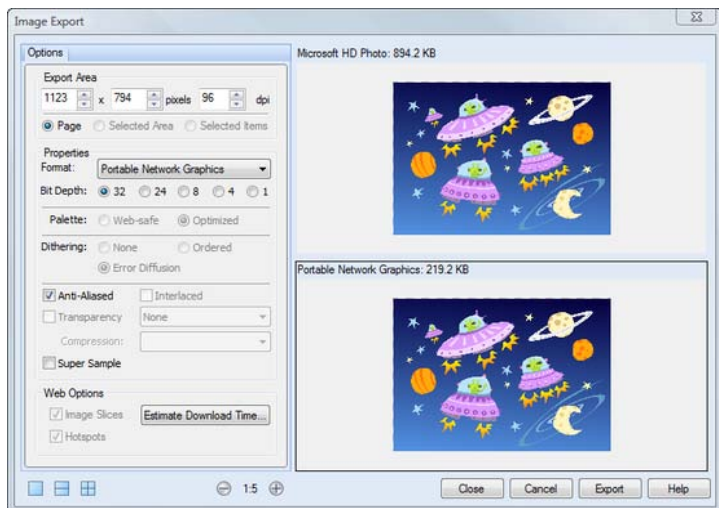 Image Export
Options
Export Area
1123 x 794 pixels 96 dpi
Page Selected Area Selected Items
Properties
Format: Portable Network Graphics
Bit Depth: 32 24 8 4 1
Palette: Web-safe Optimized
Dithering: None Ordered
Error Diffusion
Anti-Aliased Interlaced
Transparency None
Compression:
Super Sample
Web Options
Image Slices Estimate Download Time...
Hotspots
Microsoft HD Photo: 894.2 KB
Portable Network Graphics: 219.2 KB
1:5
Close Cancel Export Help